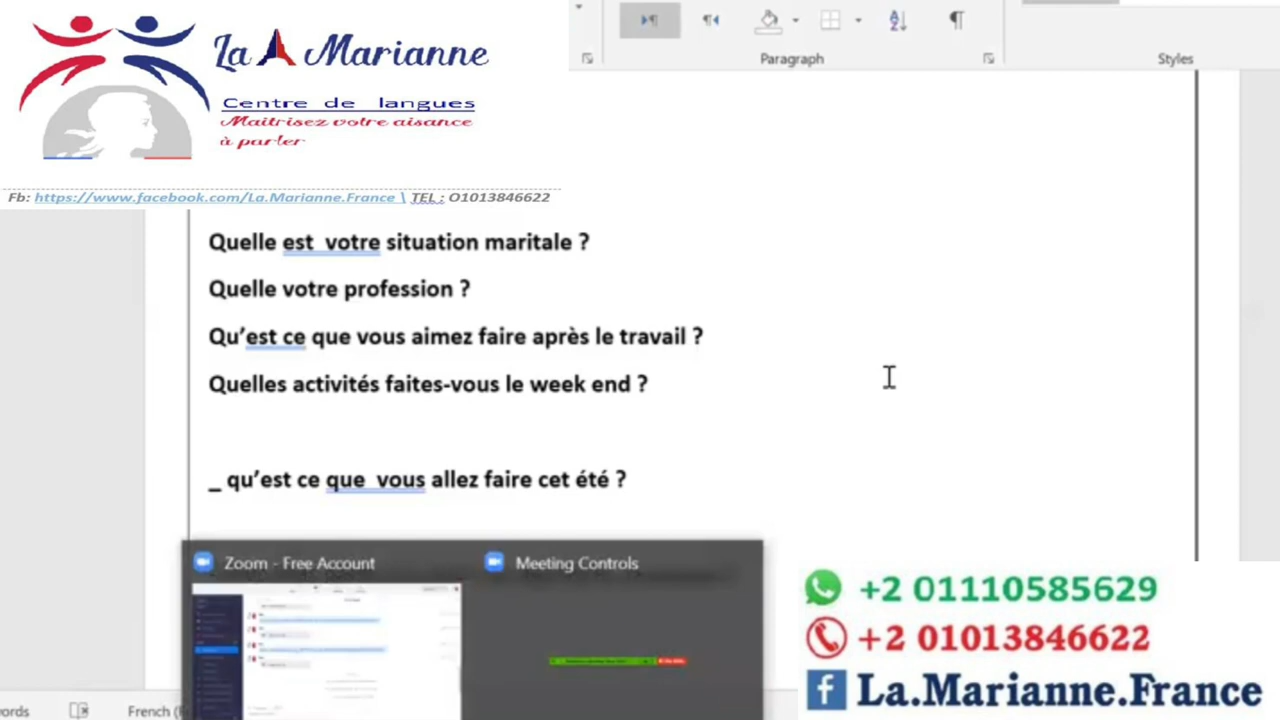 La Marianne
Centre de langues
Maitrisez votre aisance
à parler
Paragraph
Styles
Fb: https://www.facebook.com/La.Marianne.France \ TEL : O1013846622
Quelle est votre situation maritale ?
Quelle votre profession ?
Qu’est ce que vous aimez faire après le travail ?
Quelles activités faites-vous le week end ?
_ qu’est ce que vous allez faire cet été ?
Zoom - Free Account
Meeting Controls
+2 01110585629
+2 01013846622
La.Marianne.France
French